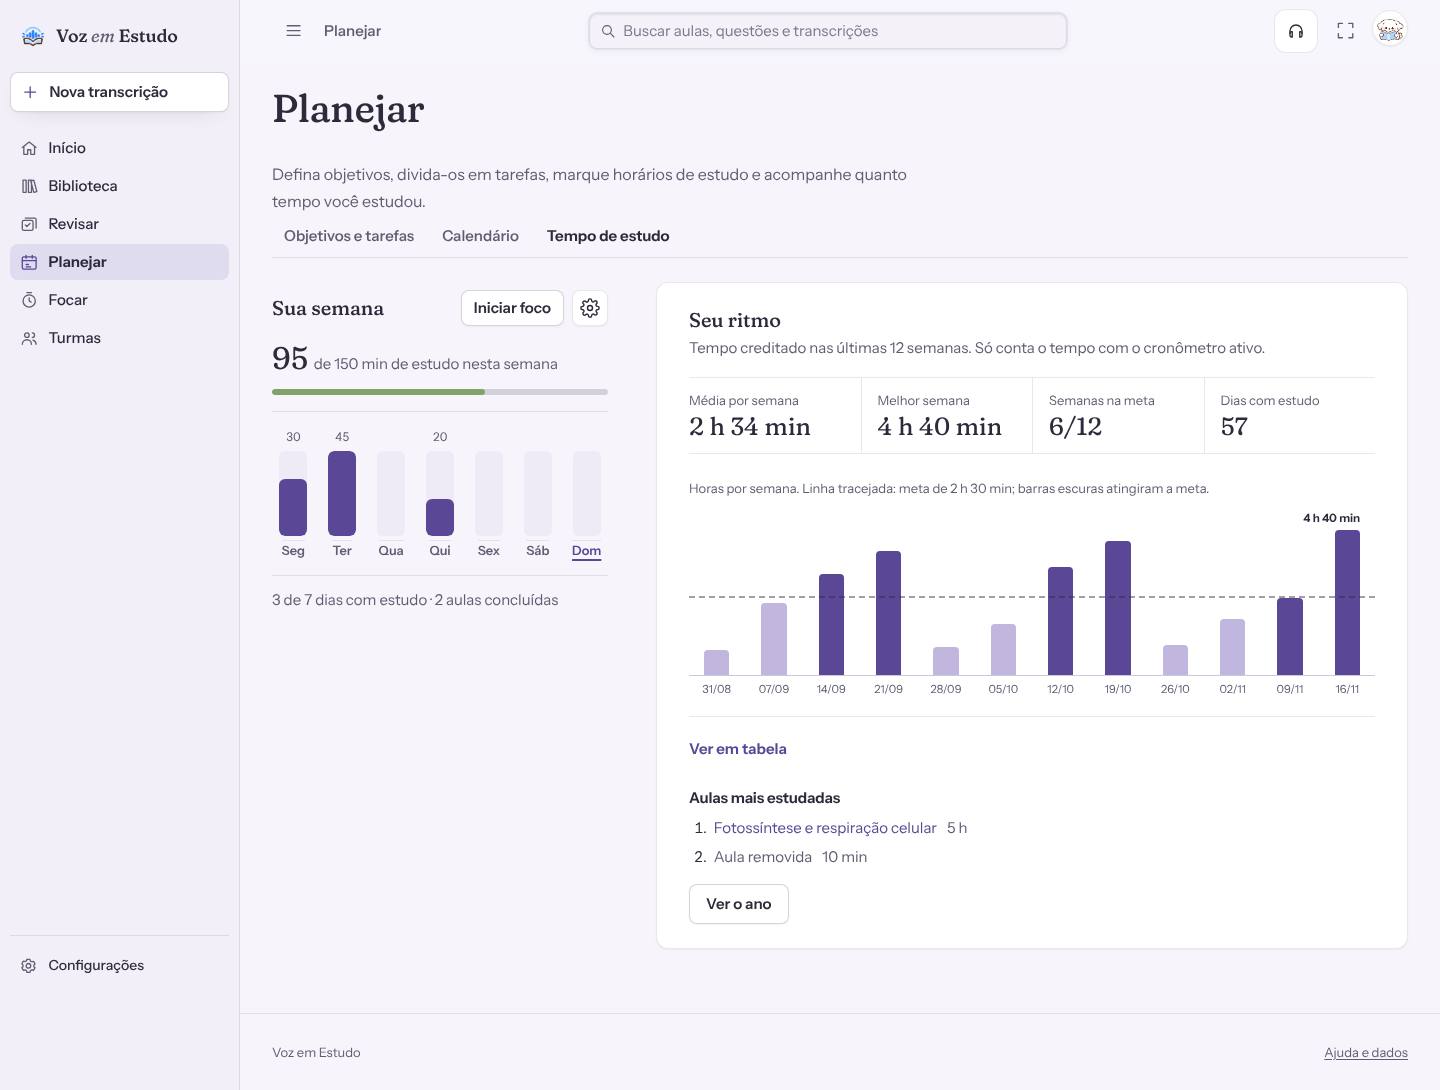 Voz em Estudo
Nova transcrição
Início
Biblioteca
Revisar
Planejar
Focar
Turmas
Configurações
Planejar
Buscar aulas, questões e transcrições
Planejar
Defina objetivos, divida-os em tarefas, marque horários de estudo e acompanhe quanto
tempo você estudou.
Objetivos e tarefas Calendário Tempo de estudo
Sua semana
Iniciar foco
95 de 150 min de estudo nesta semana
30 45 20
Seg Ter Qua Qui Sex Sáb Dom
3 de 7 dias com estudo · 2 aulas concluídas
Seu ritmo
Tempo creditado nas últimas 12 semanas. Só conta o tempo com o cronômetro ativo.
Média por semana
2 h 34 min
Melhor semana
4 h 40 min
Semanas na meta
6/12
Dias com estudo
57
Horas por semana. Linha tracejada: meta de 2 h 30 min; barras escuras atingiram a meta.
4 h 40 min
31/08 07/09 14/09 21/09 28/09 05/10 12/10 19/10 26/10 02/11 09/11 16/11
Ver em tabela
Aulas mais estudadas
1. Fotossíntese e respiração celular 5 h
2. Aula removida 10 min
Ver o ano
Voz em Estudo
Ajuda e dados